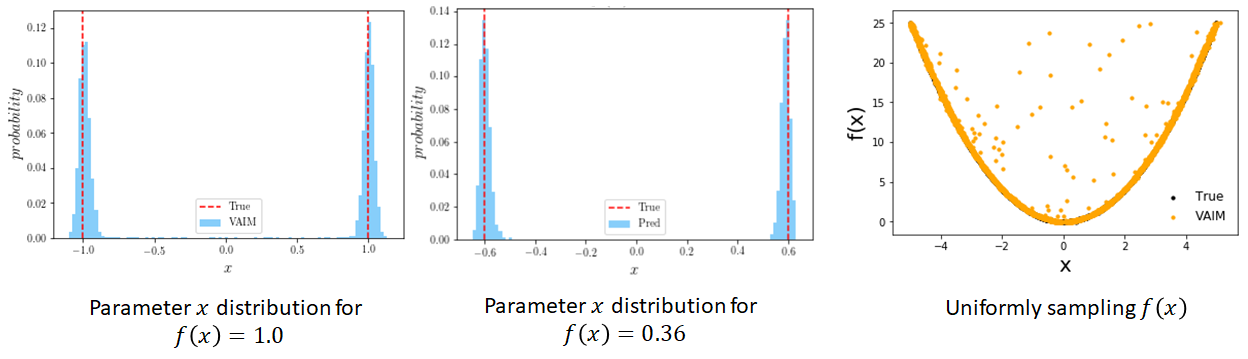 0.12
0.10
0.08
0.06
0.04
0.02
0.00
probability
True
VAIM
-1.0 -0.5 0.0 0.5 1.0
x
Parameter x distribution for
f(x) = 1.0
0.14
0.12
0.10
0.08
0.06
0.04
0.02
0.00
probability
True
Pred
-0.6 -0.4 -0.2 0.0 0.2 0.4 0.6
x
Parameter x distribution for
f(x) = 0.36
25
20
15
10
5
0
f(x)
True
VAIM
−4 −2 0 2 4
x
Uniformly sampling f(x)